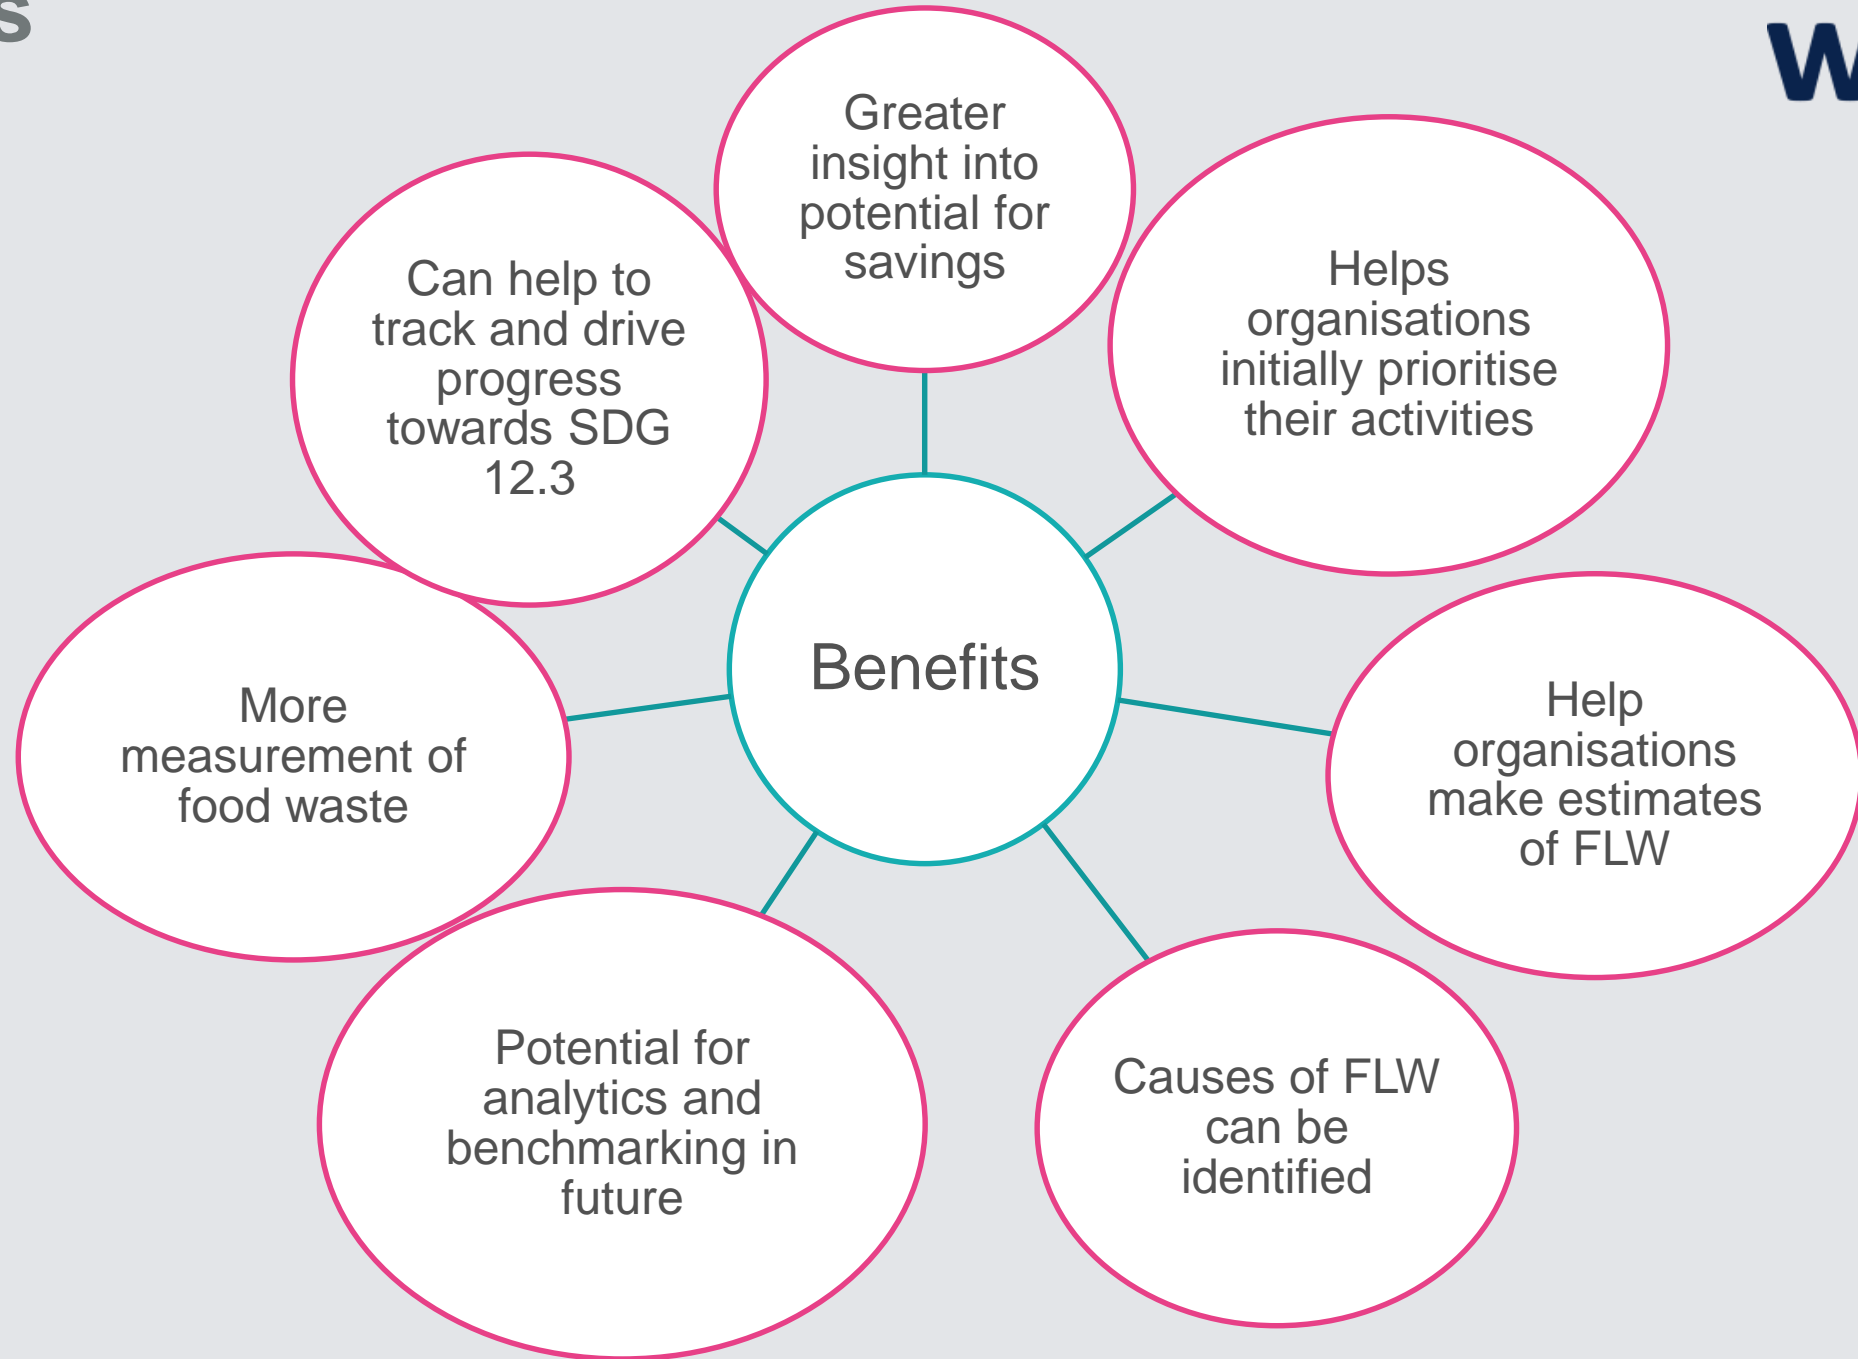 s
w
Greater
insight into
potential for
savings
Helps
organisations
initially prioritise
their activities
Help
organisations
make estimates
of FLW
Causes of FLW
can be
identified
Potential for
analytics and
benchmarking in
future
More
measurement of
food waste
Can help to
track and drive
progress
towards SDG
12.3
Benefits